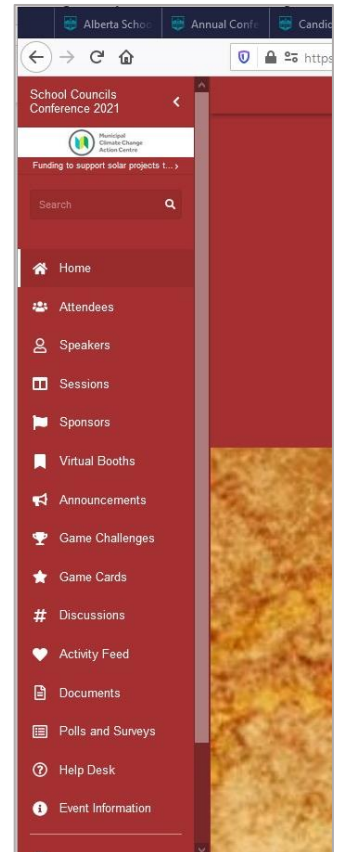 Alberta Schoo
Annual Confe
Candid
https
School Councils
Conference 2021
Municipal
Climate Change
Action Centre
Funding to support solar projects t...
Search
Home
Attendees
Speakers
Sessions
Sponsors
Virtual Booths
Announcements
Game Challenges
Game Cards
# Discussions
Activity Feed
Documents
Polls and Surveys
Help Desk
Event Information